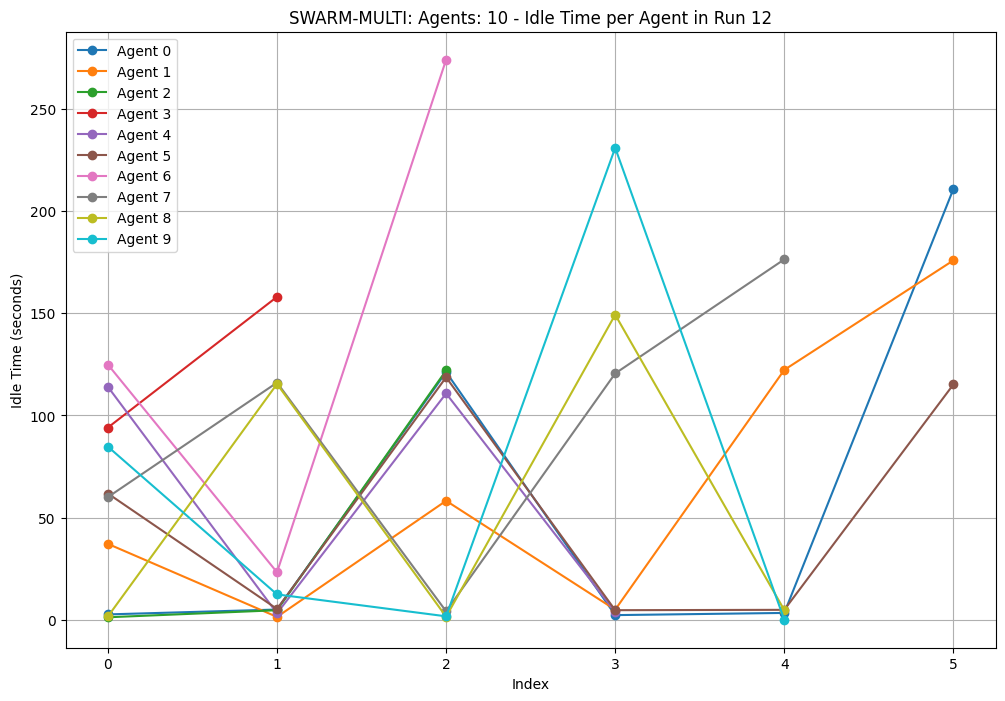 SWARM-MULTI: Agents: 10 - Idle Time per Agent in Run 12
Agent 0
Agent 1
Agent 2
Agent 3
Agent 4
Agent 5
Agent 6
Agent 7
Agent 8
Agent 9
Idle Time (seconds)
250
200
150
100
50
0
0 1 2 3 4 5
Index